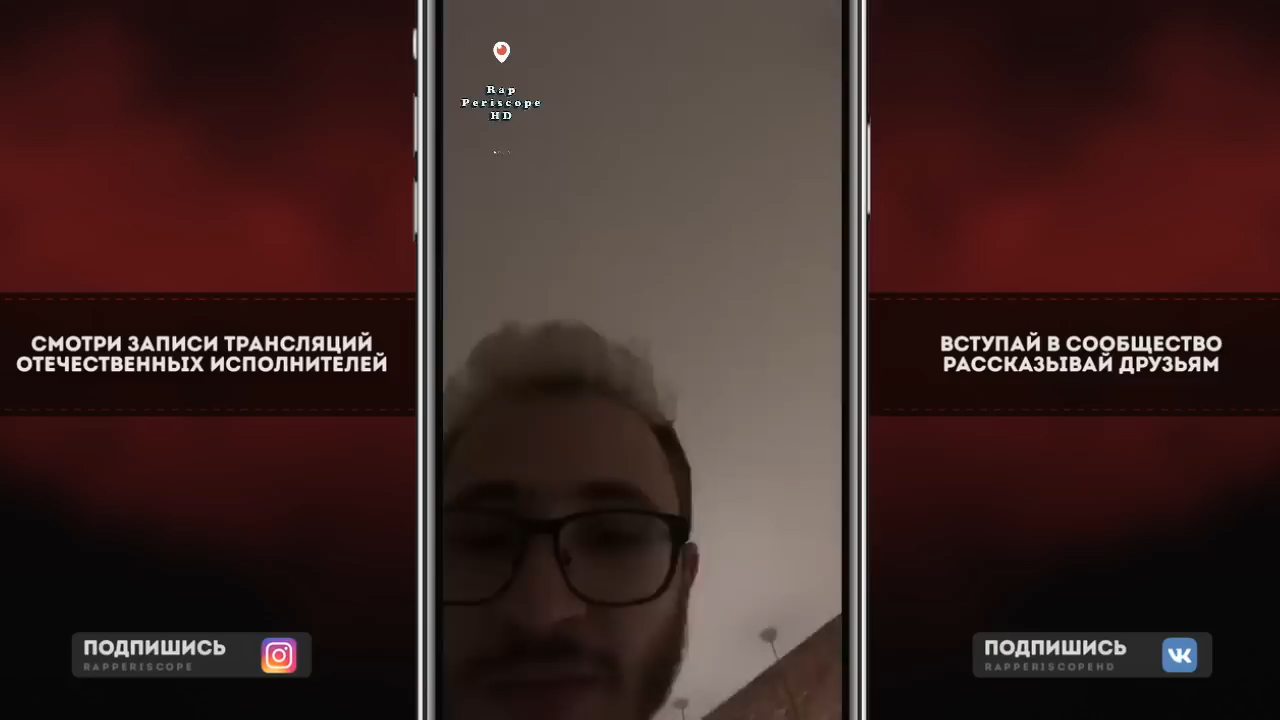 Rap
Periscope
HD
СМОТРИ ЗАПИСИ ТРАНСЛЯЦИЙ
ОТЕЧЕСТВЕННЫХ ИСПОЛНИТЕЛЕЙ
ВСТУПАЙ В СООБЩЕСТВО
РАССКАЗЫВАЙ ДРУЗЬЯМ
ПОДПИШИСЬ
RAPPERISCOPE
ПОДПИШИСЬ
RAPPERISCOPEHD